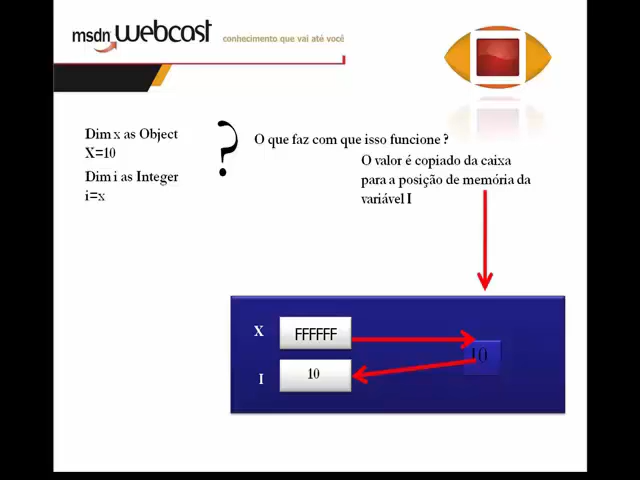 msdn webcast
conhecimento que vai até você
Dim x as Object
X=10
Dim i as Integer
i=x
?
O que faz com que isso funcione ?
O valor é copiado da caixa
para a posição de memória da
variável I
X
FFFFFF
10
I
10